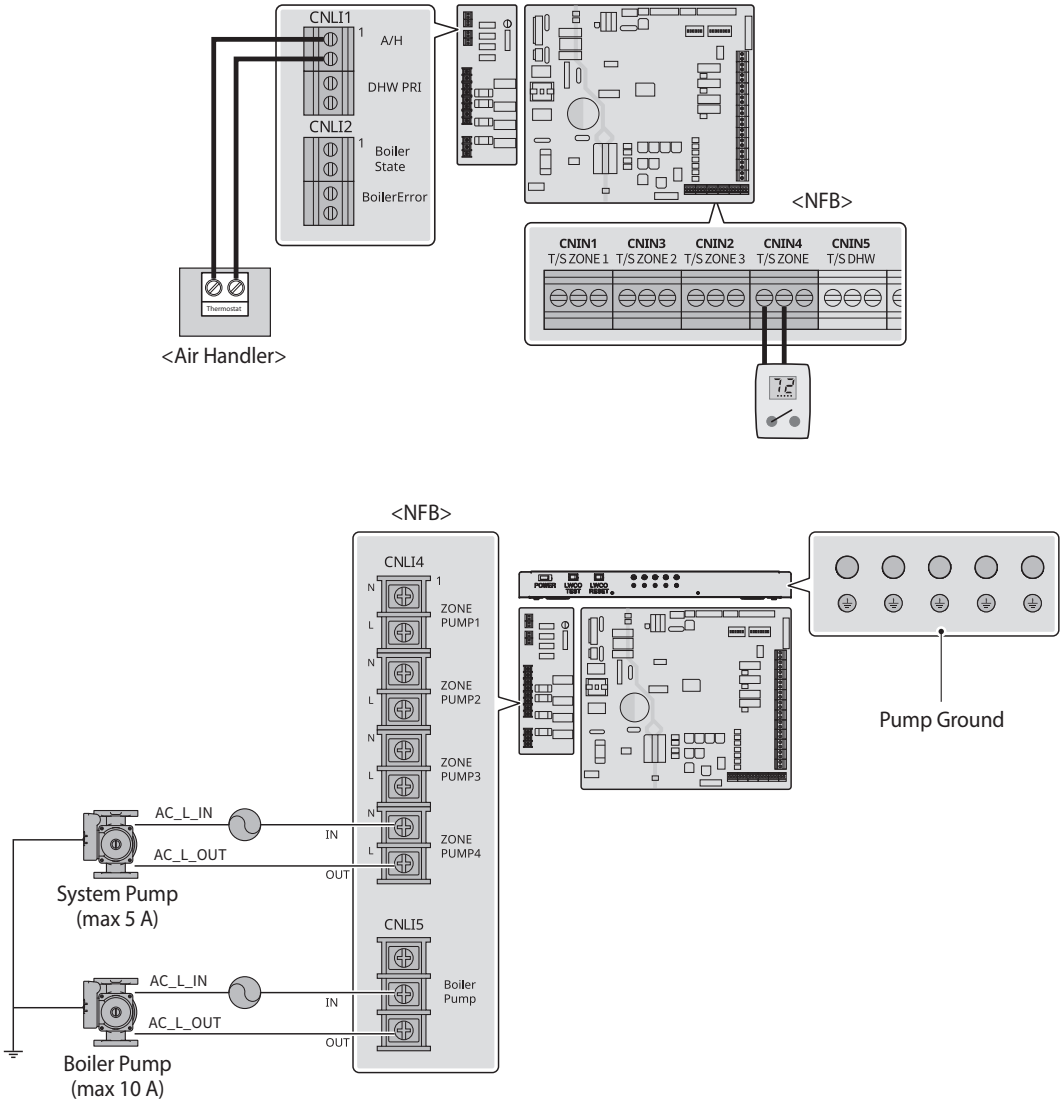 CNLI1
1
A/H
DHW PRI
CNLI2
1
Boiler
State
BoilerError
Thermostat
<Air Handler>
<NFB>
CNIN1 CNIN3 CNIN2 CNIN4 CNIN5
T/S ZONE 1 T/S ZONE 2 T/S ZONE 3 T/S ZONE T/S DHW
72
<NFB>
CNLI4
1
N
ZONE
PUMP1
L
N
ZONE
PUMP2
L
N
ZONE
PUMP3
L
N
ZONE
PUMP4
L
AC_L_IN
IN
AC_L_OUT
OUT
System Pump
(max 5 A)
CNLI5
Boiler
Pump
AC_L_IN
IN
AC_L_OUT
OUT
Boiler Pump
(max 10 A)
POWER LWCO TEST LWCO RESET
Pump Ground